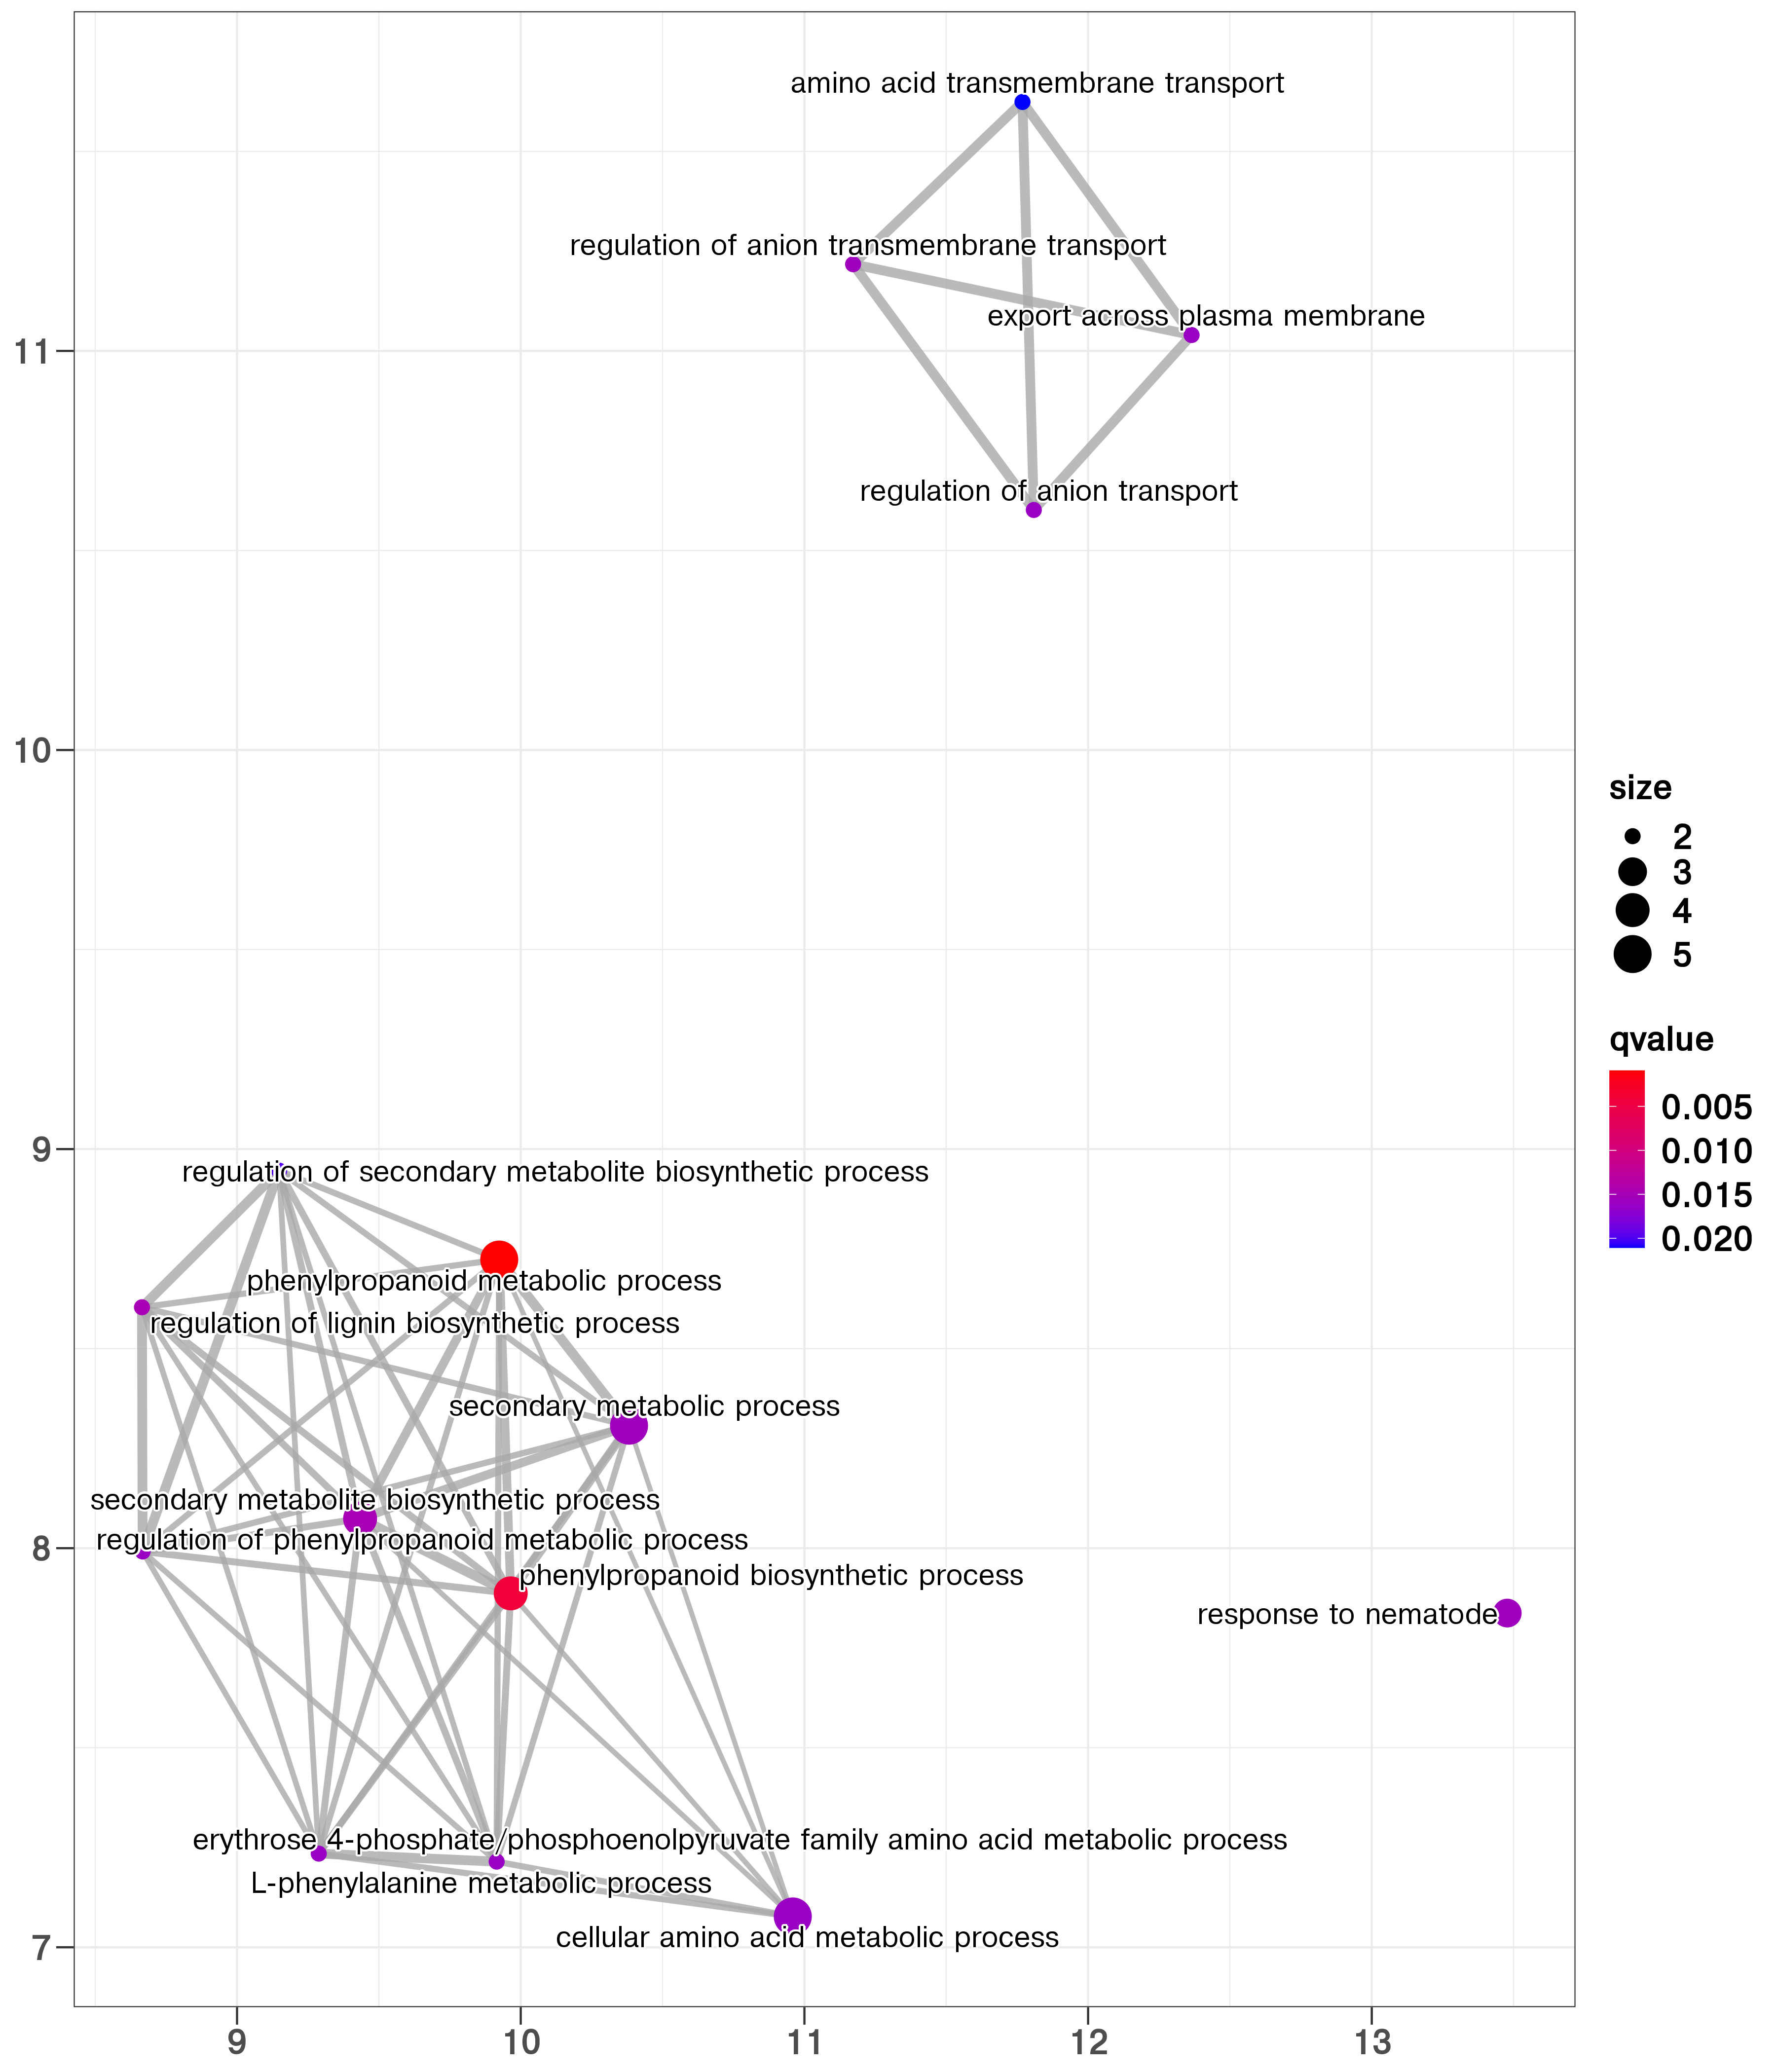 amino acid transmembrane transport
regulation of anion transmembrane transport
export across plasma membrane
11
regulation of anion transport
10
size
2
3
4
5
qvalue
0.005
0.010
0.015
0.020
9
regulation of secondary metabolite biosynthetic process
phenylpropanoid metabolic process
regulation of lignin biosynthetic process
secondary metabolic process
secondary metabolite biosynthetic process
regulation of phenylpropanoid metabolic process
8
phenylpropanoid biosynthetic process
response to nematode
erythrose 4-phosphate/phosphoenolpyruvate family amino acid metabolic process
L-phenylalanine metabolic process
cellular amino acid metabolic process
7
9 10 11 12 13